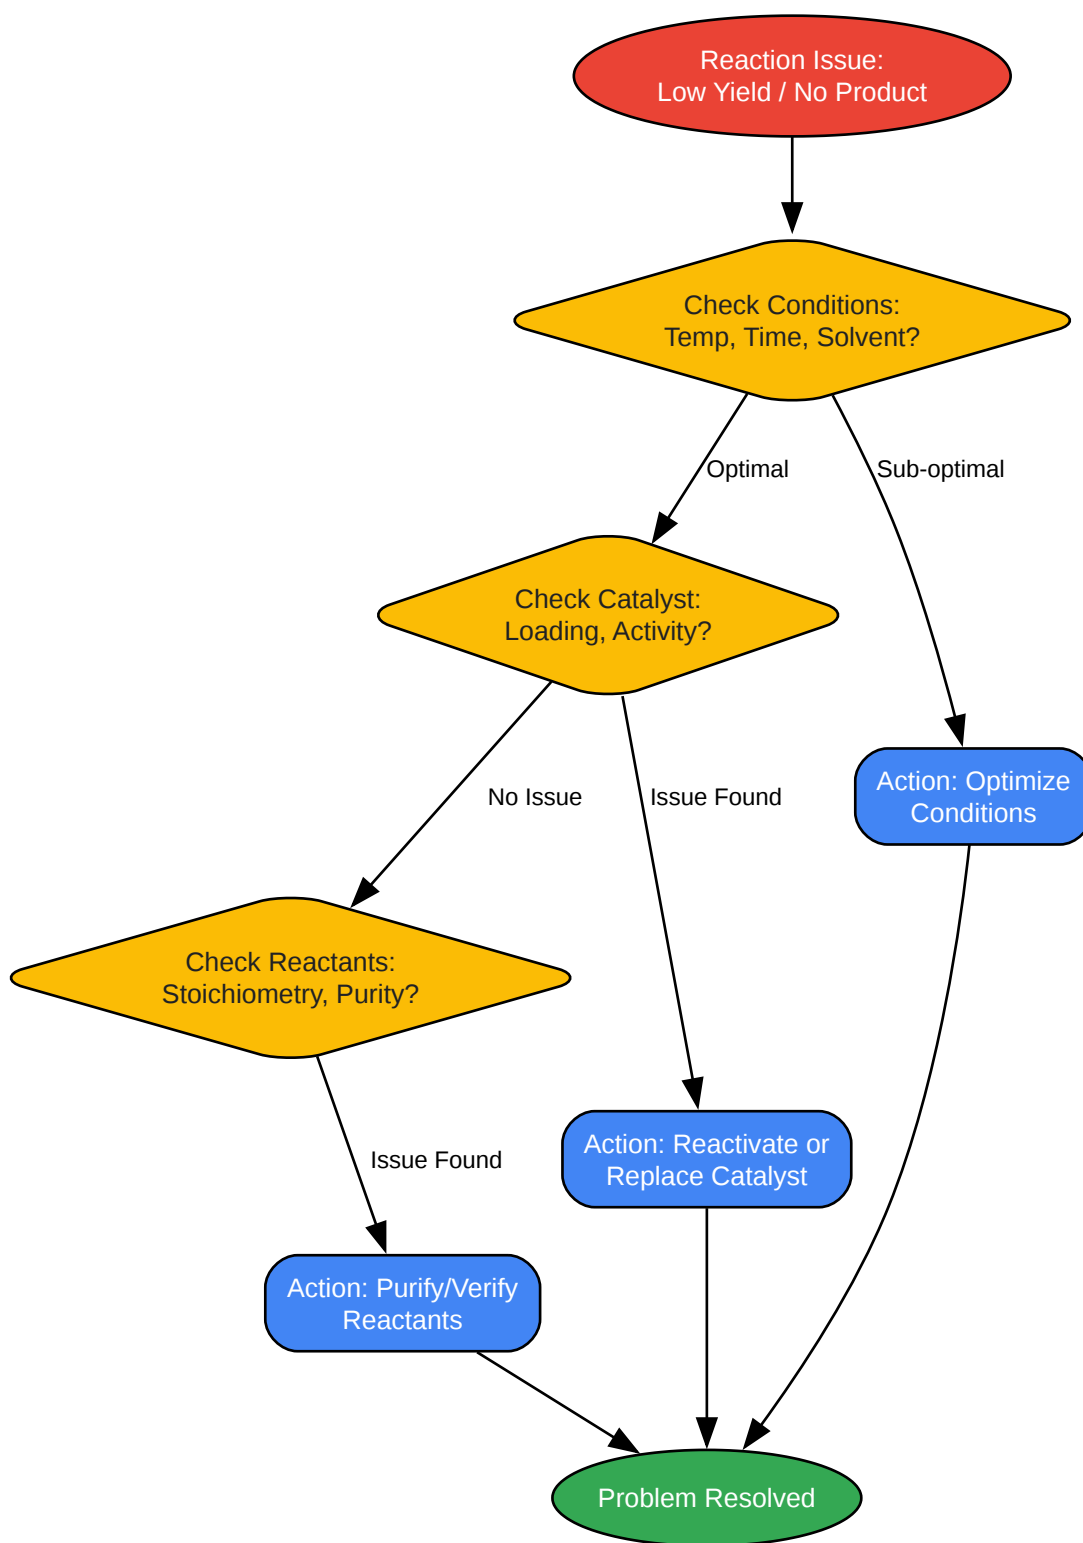 Reaction Issue:
Low Yield / No Product
Check Conditions:
Temp, Time, Solvent?
Optimal
Sub-optimal
Check Catalyst:
Loading, Activity?
No Issue
Issue Found
Action: Optimize
Conditions
Check Reactants:
Stoichiometry, Purity?
Issue Found
Action: Reactivate or
Replace Catalyst
Action: Purify/Verify
Reactants
Problem Resolved